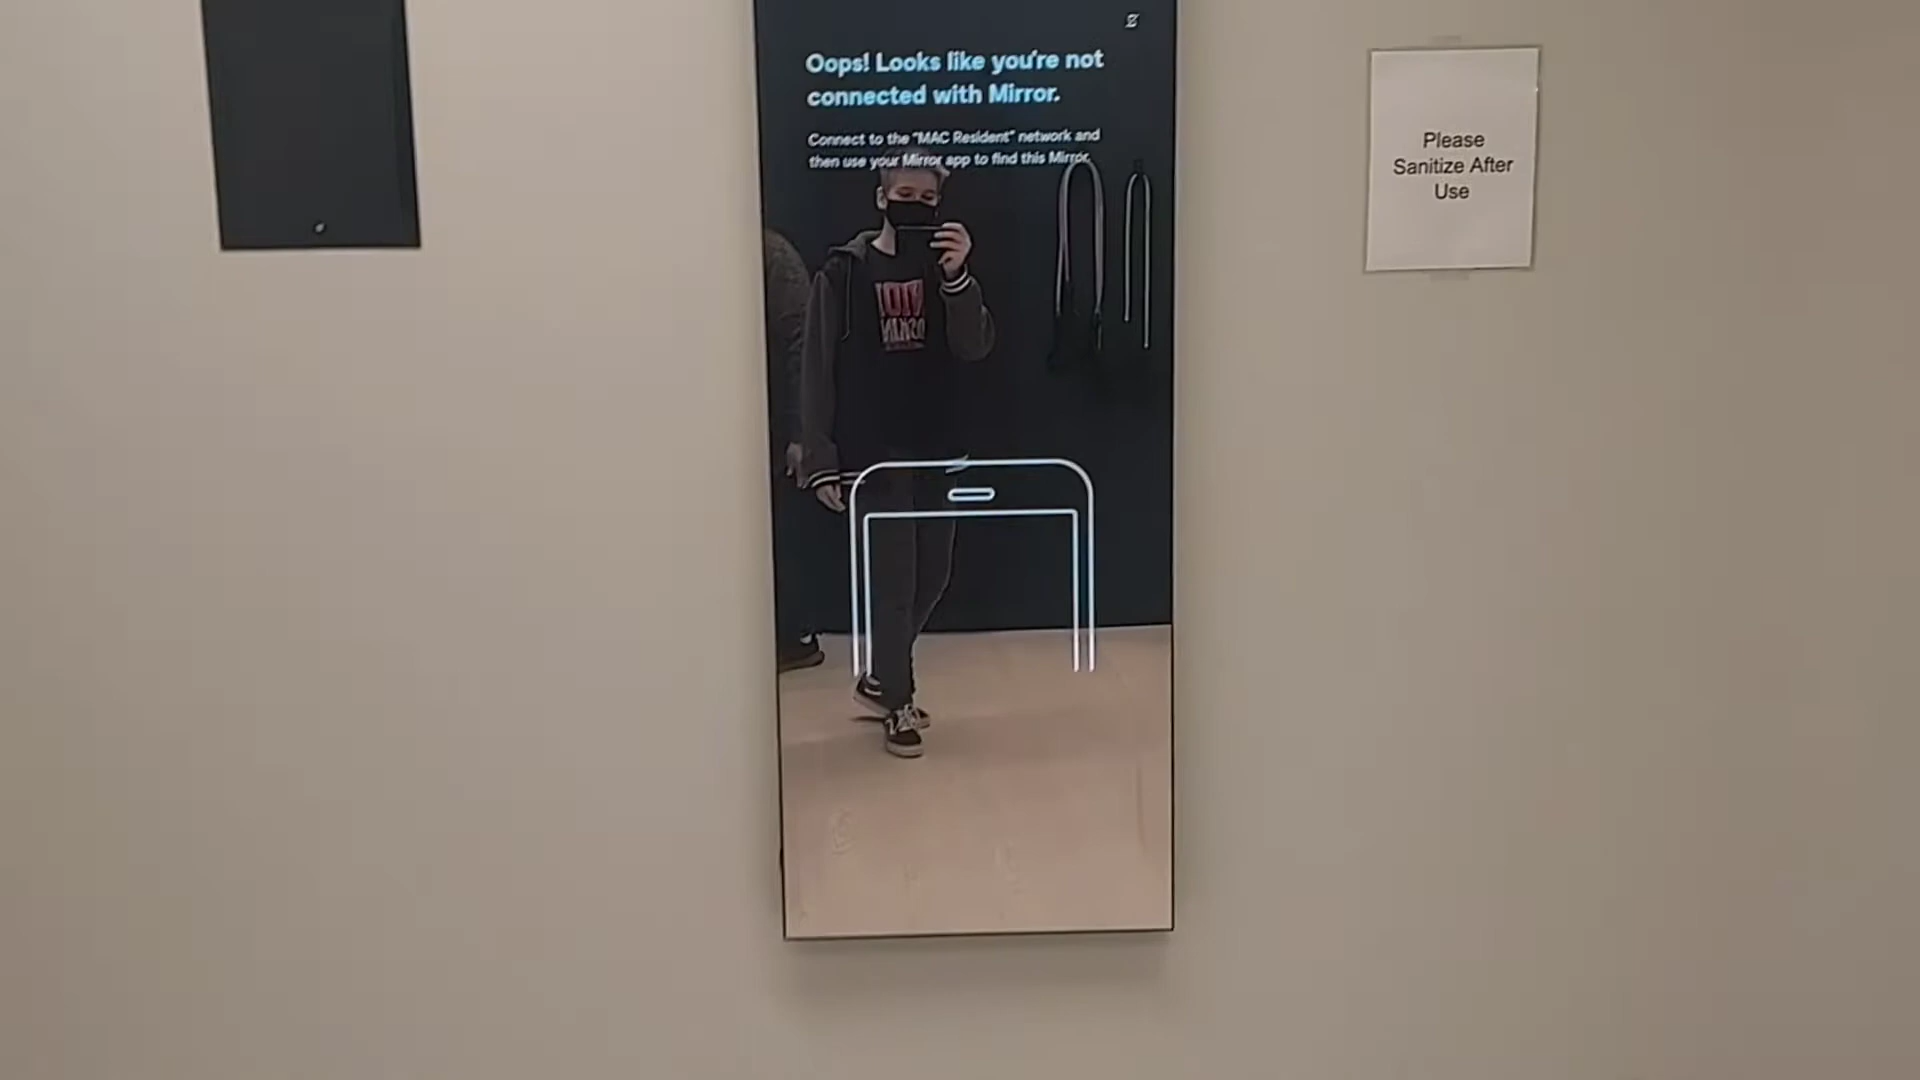 Oops! Looks like you're not
connected with Mirror.
Connect to the "MAC Resident" network and
then use your Mirror app to find this Mirror.
Please
Sanitize After
Use